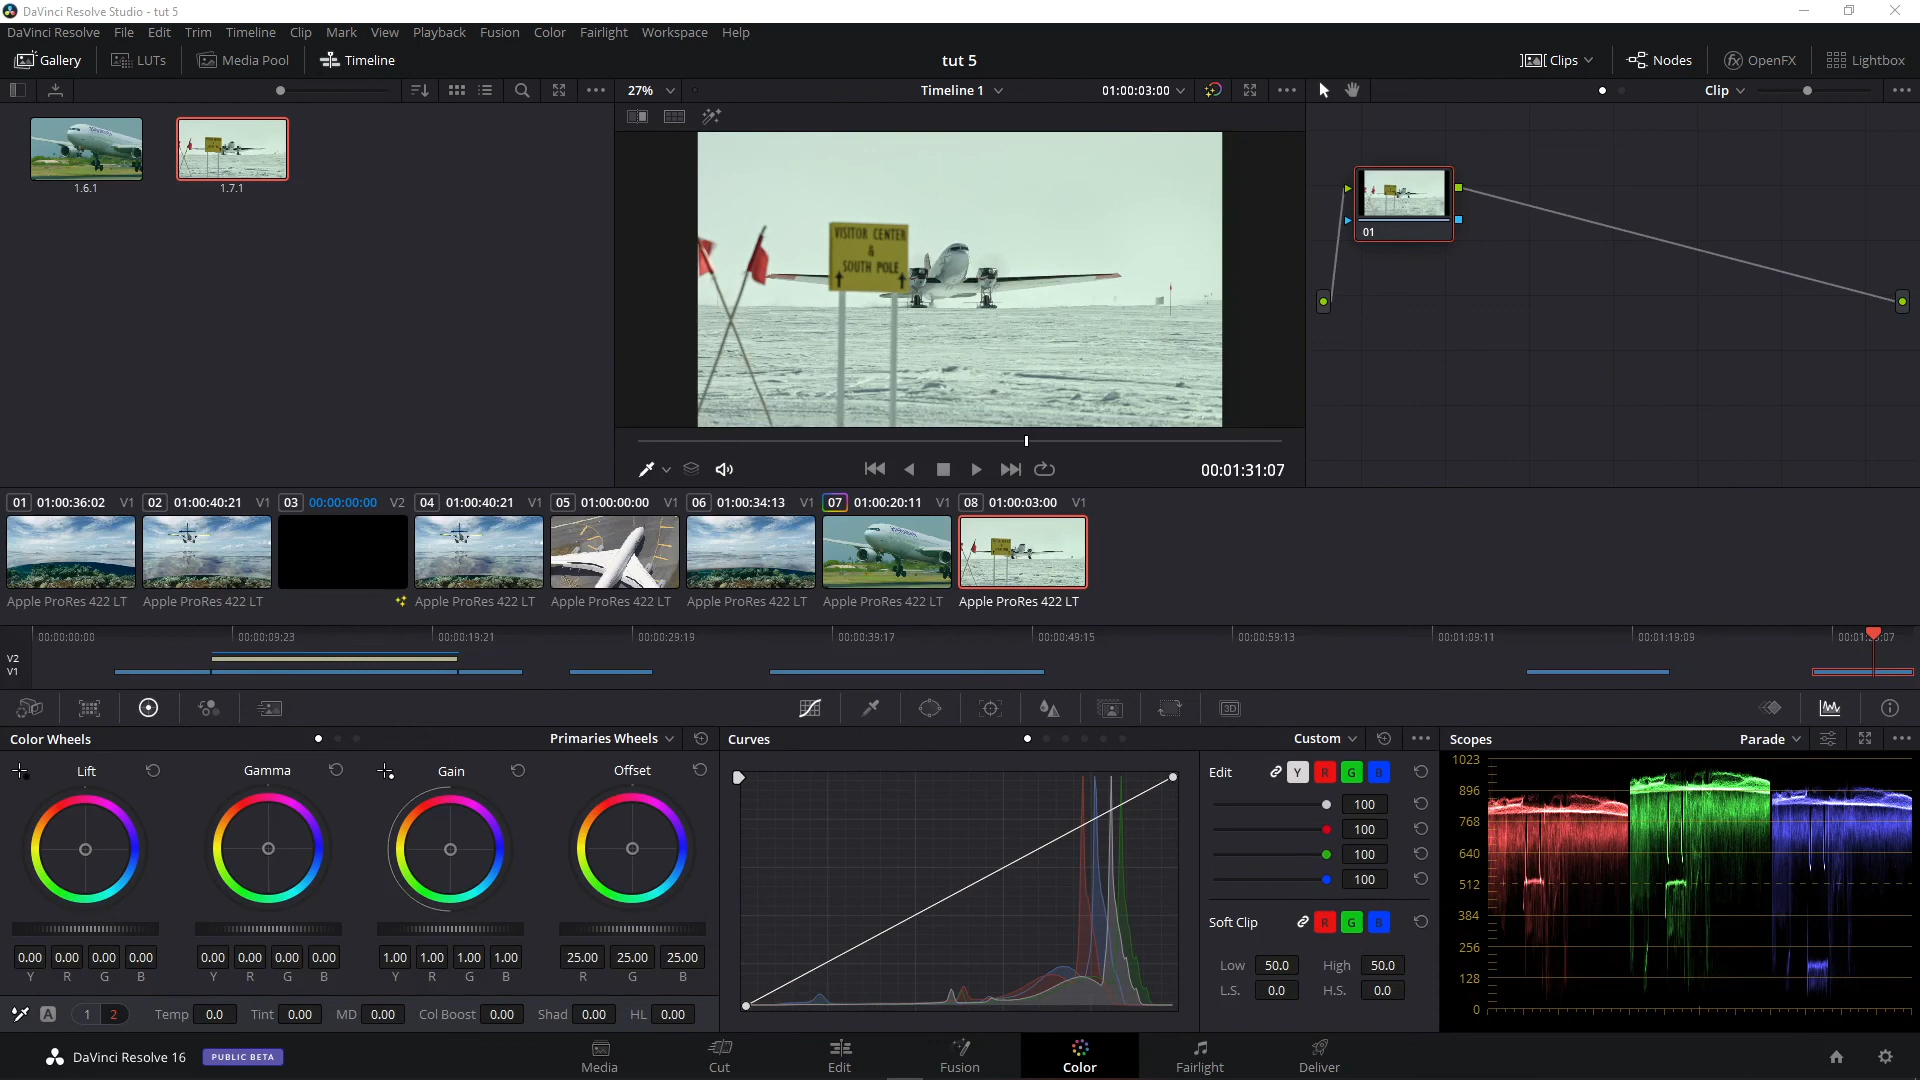 DaVinci Resolve Studio - tut 5
DaVinci Resolve File Edit Trim Timeline Clip Mark View Playback Fusion Color Fairlight Workspace Help
Gallery LUTs Media Pool Timeline tut 5 Clips Nodes fx OpenFX Lightbox
27% Timeline 1 01:00:03:00 Clip
1.6.1 1.7.1
VISITOR CENTER
&
SOUTH POLE
01
00:01:31:07
01 01:00:36:02 V1 02 01:00:40:21 V1 03 00:00:00:00 V2 04 01:00:40:21 V1 05 01:00:00:00 V1 06 01:00:34:13 V1 07 01:00:20:11 V1 08 01:00:03:00 V1
Apple ProRes 422 LT Apple ProRes 422 LT Apple ProRes 422 LT Apple ProRes 422 LT Apple ProRes 422 LT Apple ProRes 422 LT Apple ProRes 422 LT
00:00:00:00 00:00:09:23 00:00:19:21 00:00:29:19 00:00:39:17 00:00:49:15 00:00:59:13 00:01:09:11 00:01:19:09
V2
V1
3D
Color Wheels Primaries Wheels Curves Custom Scopes Parade
Lift Gamma Gain Offset
Edit Y R G B
100
100
100
100
Soft Clip R G B
Low 50.0 High 50.0
L.S. 0.0 H.S. 0.0
1023
896
768
640
512
384
256
128
0
0.00 0.00 0.00 0.00 0.00 0.00 0.00 0.00 1.00 1.00 1.00 1.00 25.00 25.00 25.00
Y R G B Y R G B Y R G B R G B
A 1 2 Temp 0.0 Tint 0.00 MD 0.00 Col Boost 0.00 Shad 0.00 HL 0.00
DaVinci Resolve 16 PUBLIC BETA
Media Cut Edit Fusion Color Fairlight Deliver